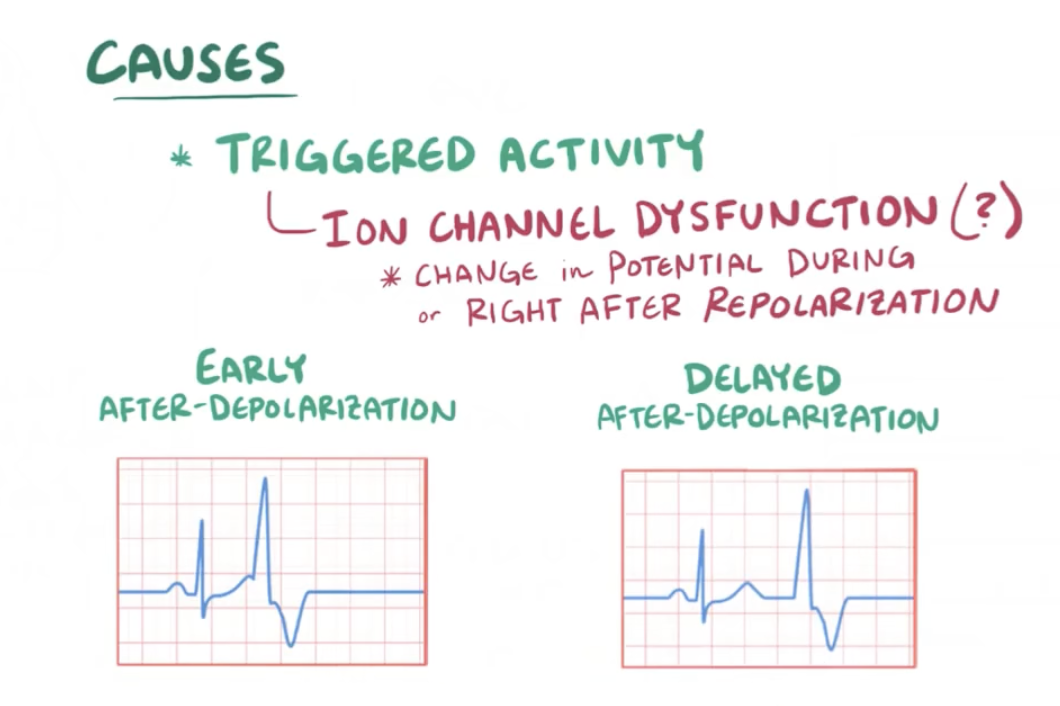 CAUSES
* TRIGGERED ACTIVITY
ION CHANNEL DYSFUNCTION (?)
* CHANGE in POTENTIAL DURING
or RIGHT AFTER REPOLARIZATION
EARLY
AFTER-DEPOLARIZATION
DELAYED
AFTER-DEPOLARIZATION